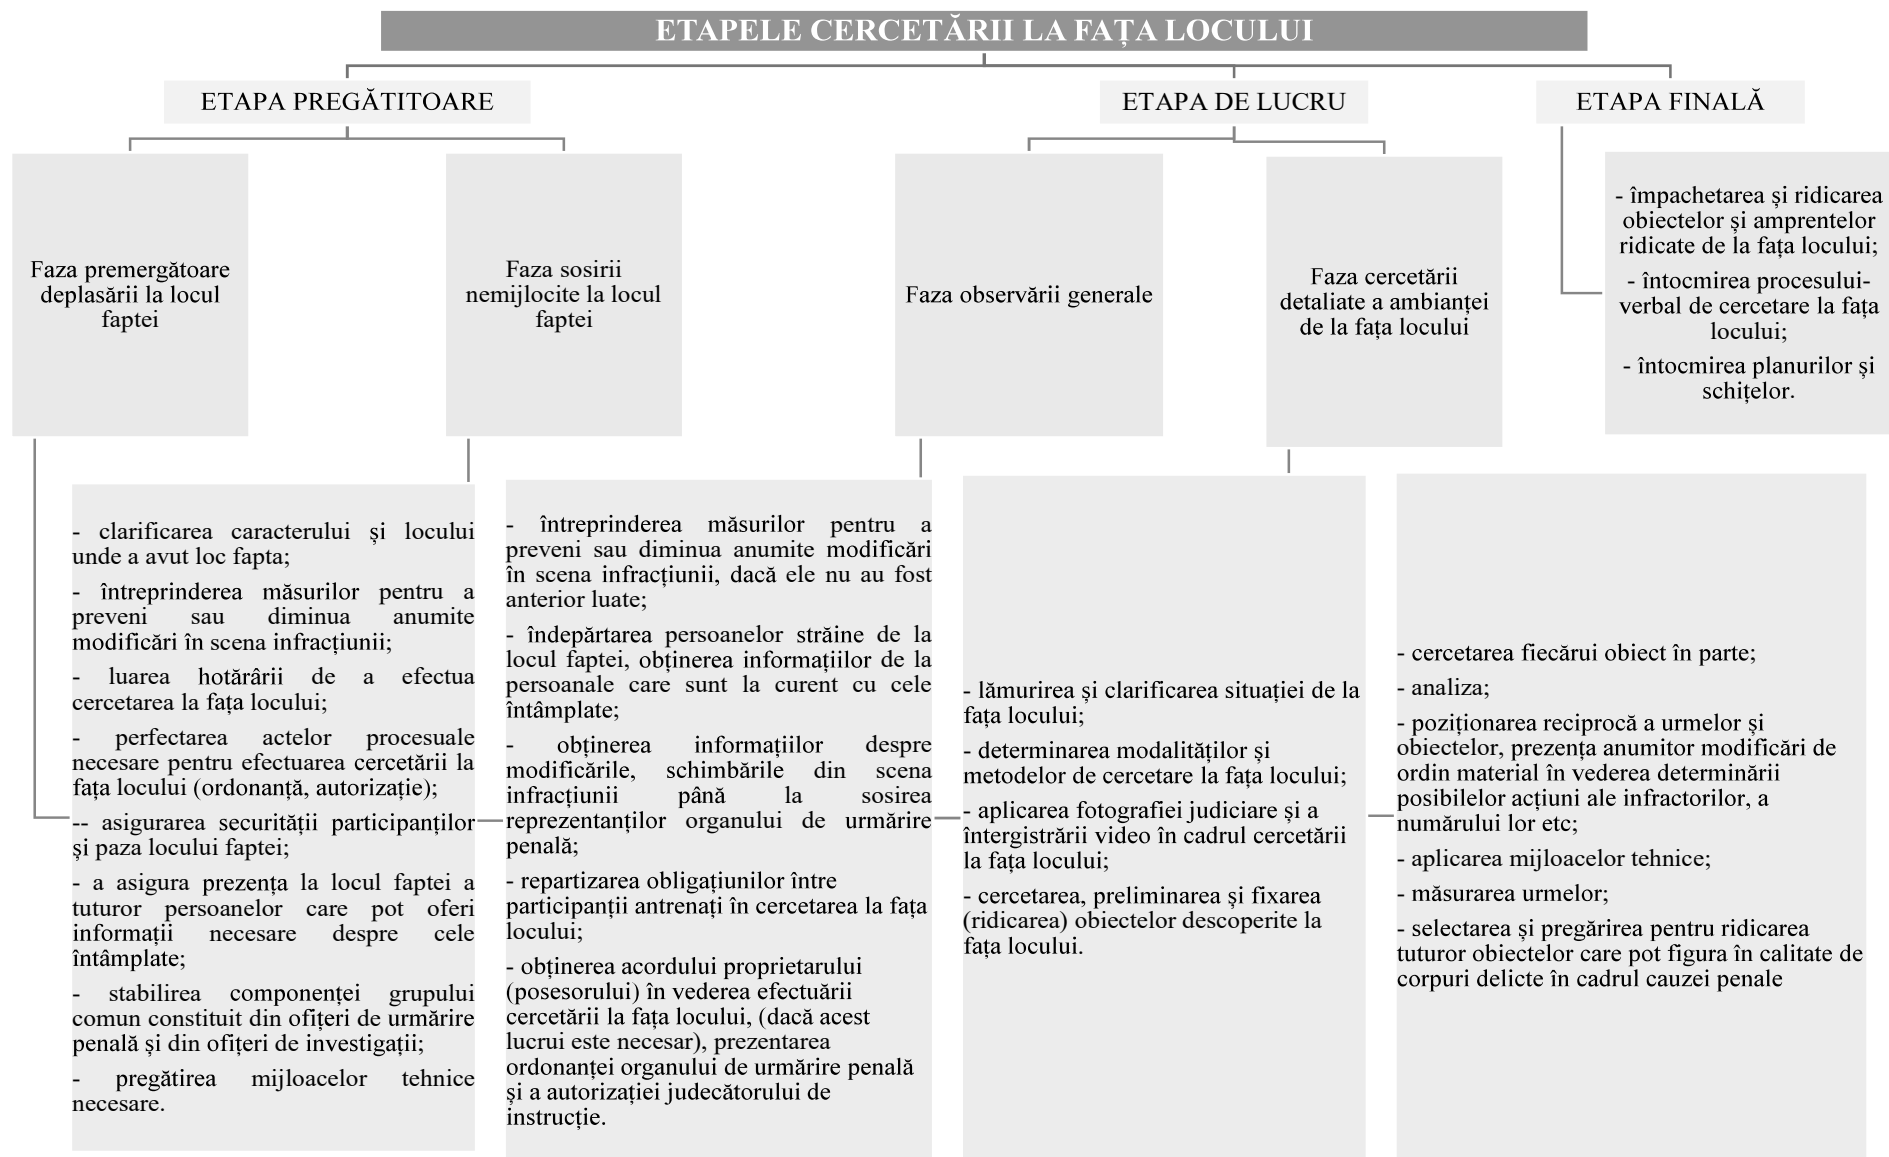 ETAPELE CERCETĂRII LA FAȚA LOCULUI
ETAPA PREGĂTITOARE
ETAPA DE LUCRU
ETAPA FINALĂ
Faza premergătoare
deplasării la locul
faptei
Faza sosirii
nemijlocite la locul
faptei
Faza observării generale
Faza cercetării
detaliate a ambianței
de la fața locului
- împachetarea și ridicarea
obiectelor și amprentelor
ridicate de la fața locului;
- întocmirea procesului-
verbal de cercetare la fața
locului;
- întocmirea planurilor și
schițelor.
- clarificarea caracterului și locului
unde a avut loc fapta;
- întreprinderea măsurilor pentru a
preveni sau diminua anumite
modificări în scena infracțiunii;
- luarea hotărârii de a efectua
cercetarea la fața locului;
- perfectarea actelor procesuale
necesare pentru efectuarea cercetării la
fața locului (ordonanță, autorizație);
-- asigurarea securității participanților
și paza locului faptei;
- a asigura prezența la locul faptei a
tuturor persoanelor care pot oferi
informații necesare despre cele
întâmplate;
- stabilirea componenței grupului
comun constituit din ofițeri de urmărire
penală și din ofițeri de investigații;
- pregătirea mijloacelor tehnice
necesare.
- întreprinderea măsurilor pentru a
preveni sau diminua anumite modificări
în scena infracțiunii, dacă ele nu au fost
anterior luate;
- îndepărtarea persoanelor străine de la
locul faptei, obținerea informațiilor de la
persoanale care sunt la curent cu cele
întâmplate;
- obținerea informațiilor despre
modificările, schimbările din scena
infracțiunii până la sosirea
reprezentanților organului de urmărire
penală;
- repartizarea obligațiunilor între
participanții antrenați în cercetarea la fața
locului;
- obținerea acordului proprietarului
(posesorului) în vederea efectuării
cercetării la fața locului, (dacă acest
lucrui este necesar), prezentarea
ordonanței organului de urmărire penală
și a autorizației judecătorului de
instrucție.
- lămurirea și clarificarea situației de la
fața locului;
- determinarea modalităților și
metodelor de cercetare la fața locului;
- aplicarea fotografiei judiciare și a
întergistrării video în cadrul cercetării
la fața locului;
- cercetarea, preliminarea și fixarea
(ridicarea) obiectelor descoperite la
fața locului.
- cercetarea fiecărui obiect în parte;
- analiza;
- poziționarea reciprocă a urmelor și
obiectelor, prezența anumitor modificări de
ordin material în vederea determinării
posibilelor acțiuni ale infractorilor, a
numărului lor etc;
- aplicarea mijloacelor tehnice;
- măsurarea urmelor;
- selectarea și pregărirea pentru ridicarea
tuturor obiectelor care pot figura în calitate de
corpuri delicte în cadrul cauzei penale